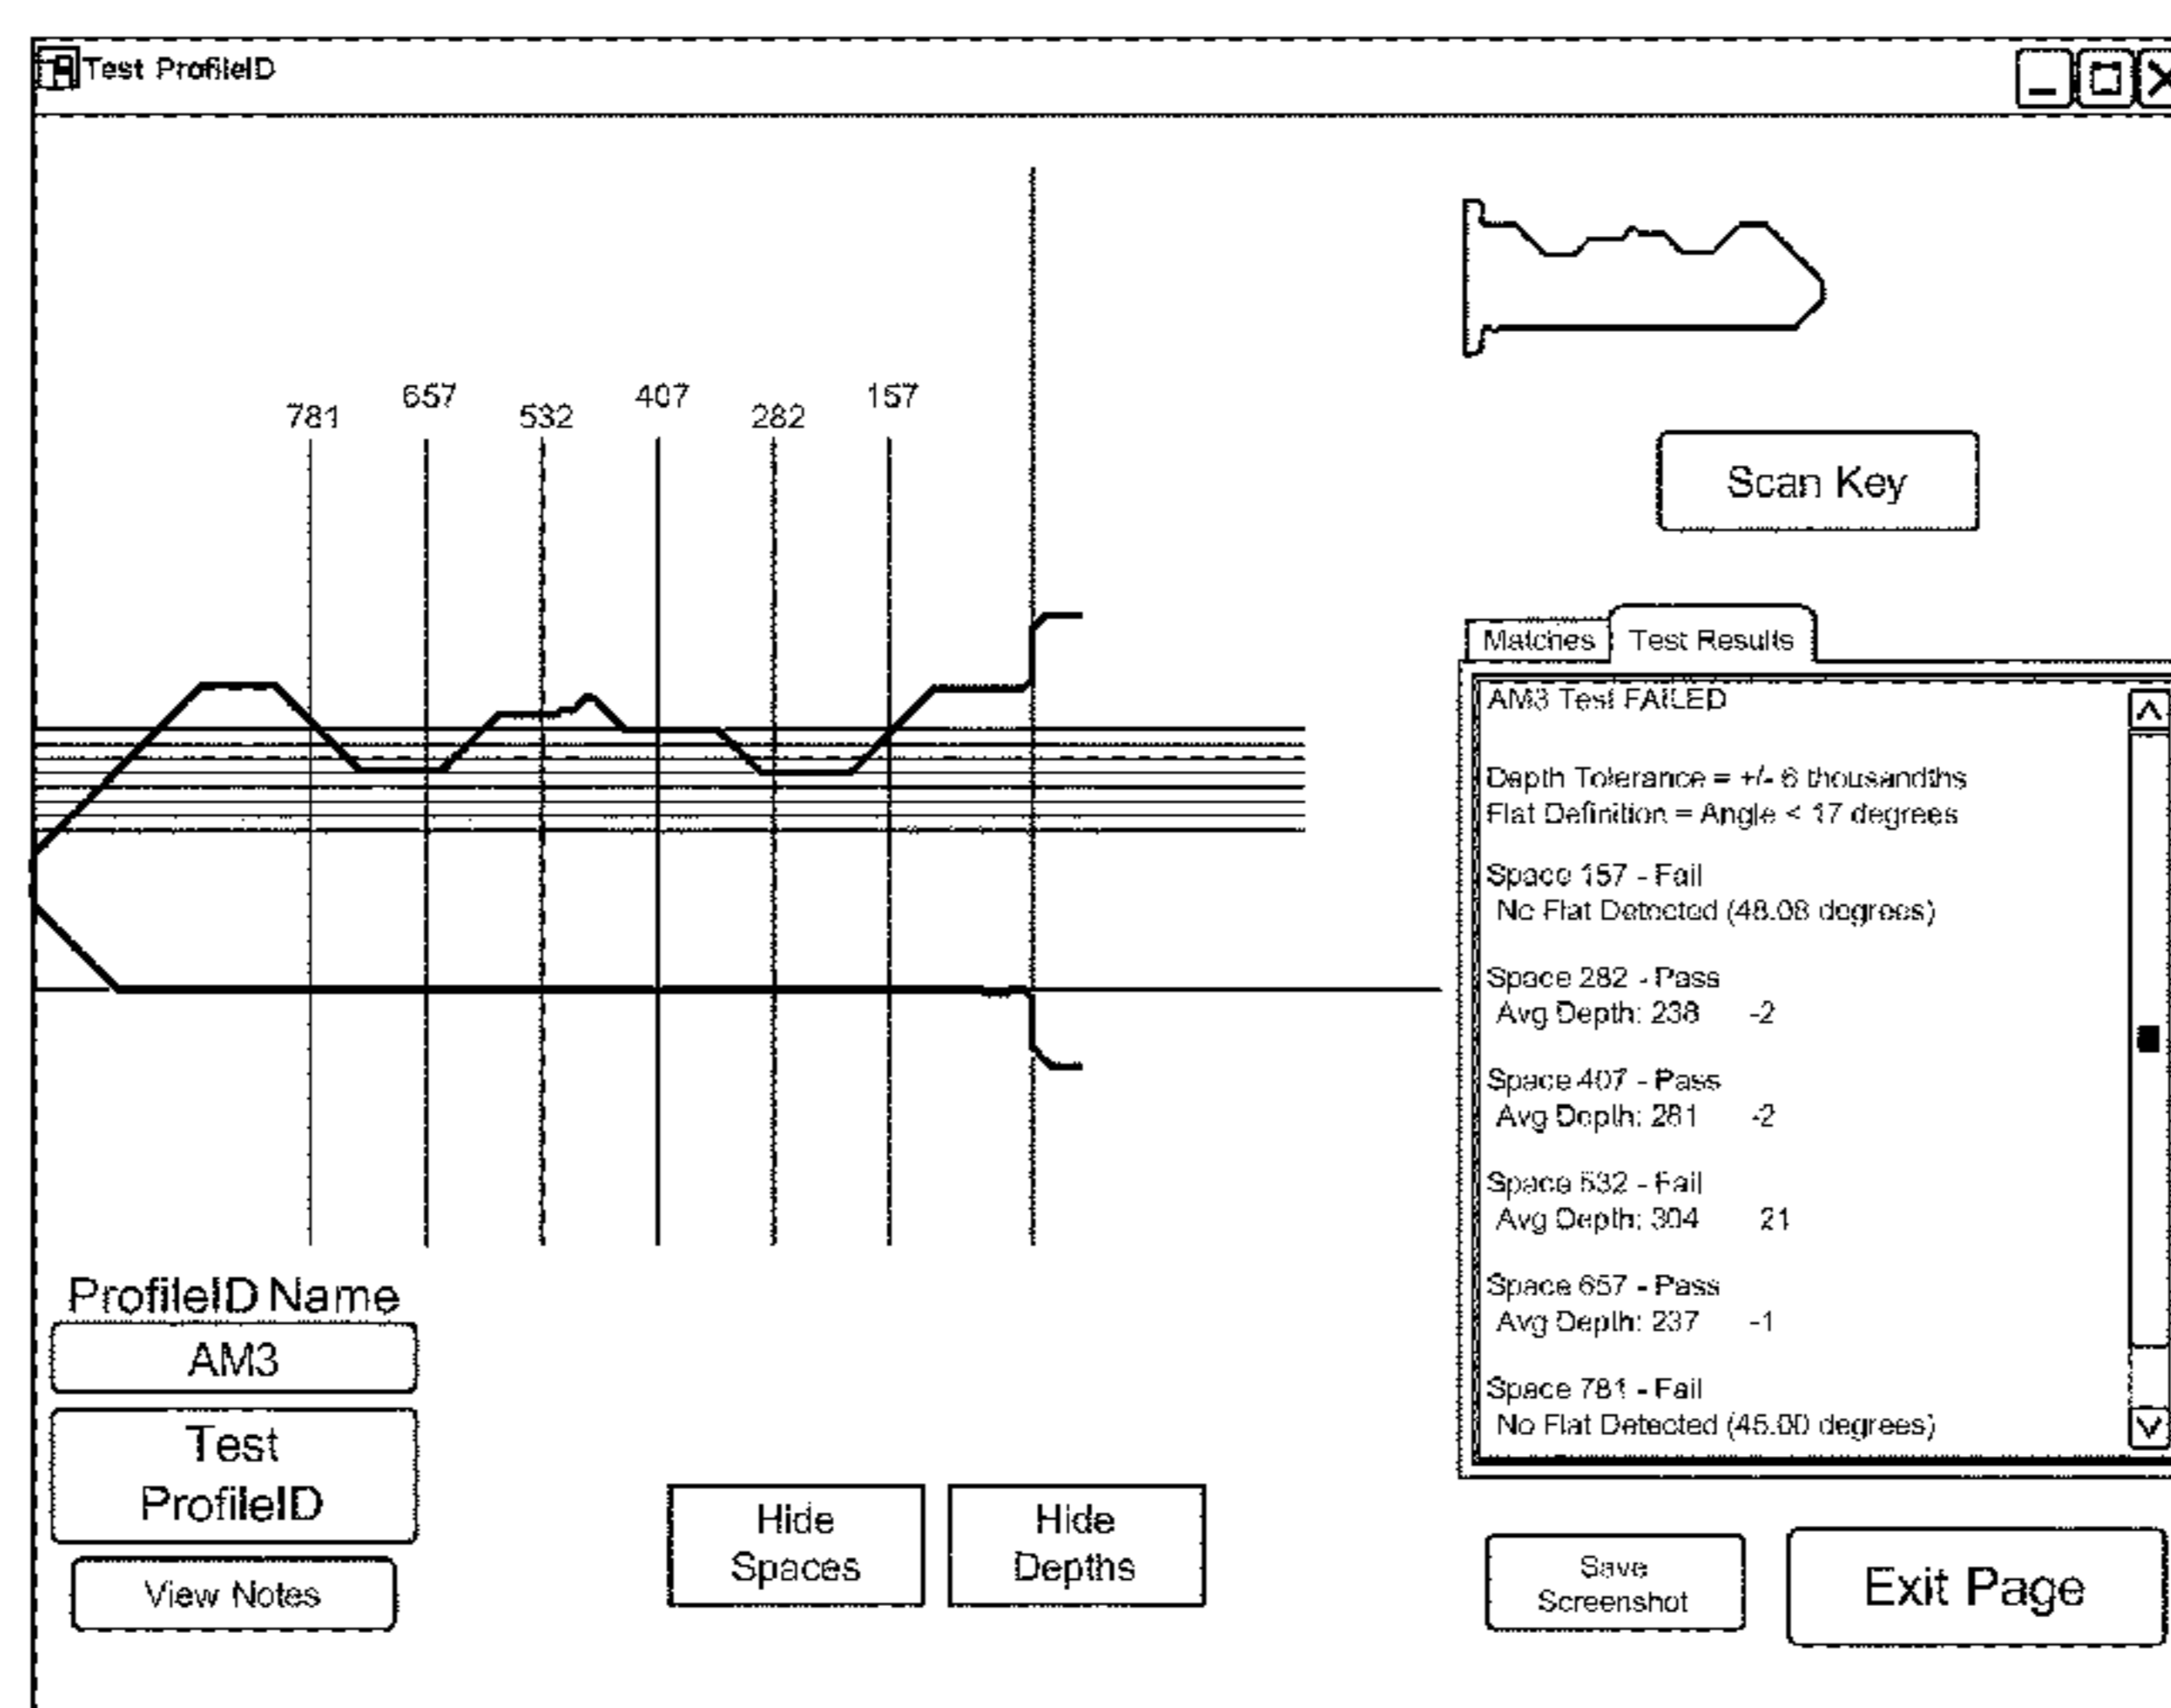 Test ProfileID
781
657
532
407
282
157
Scan Key
Matches
Test Results
AM3 Test FAILED
Depth Tolerance = +/- 6 thousandths
Flat Definition = Angle < 17 degrees
Space 157 - Fail
No Flat Detected (48.08 degrees)
Space 282 - Pass
Avg Depth: 238 -2
Space 407 - Pass
Avg Depth: 281 -2
Space 532 - Fail
Avg Depth: 304 21
Space 657 - Pass
Avg Depth: 237 -1
Space 781 - Fail
No Flat Detected (45.00 degrees)
ProfileID Name
AM3
Test
ProfileID
View Notes
Hide
Spaces
Hide
Depths
Save
Screenshot
Exit Page